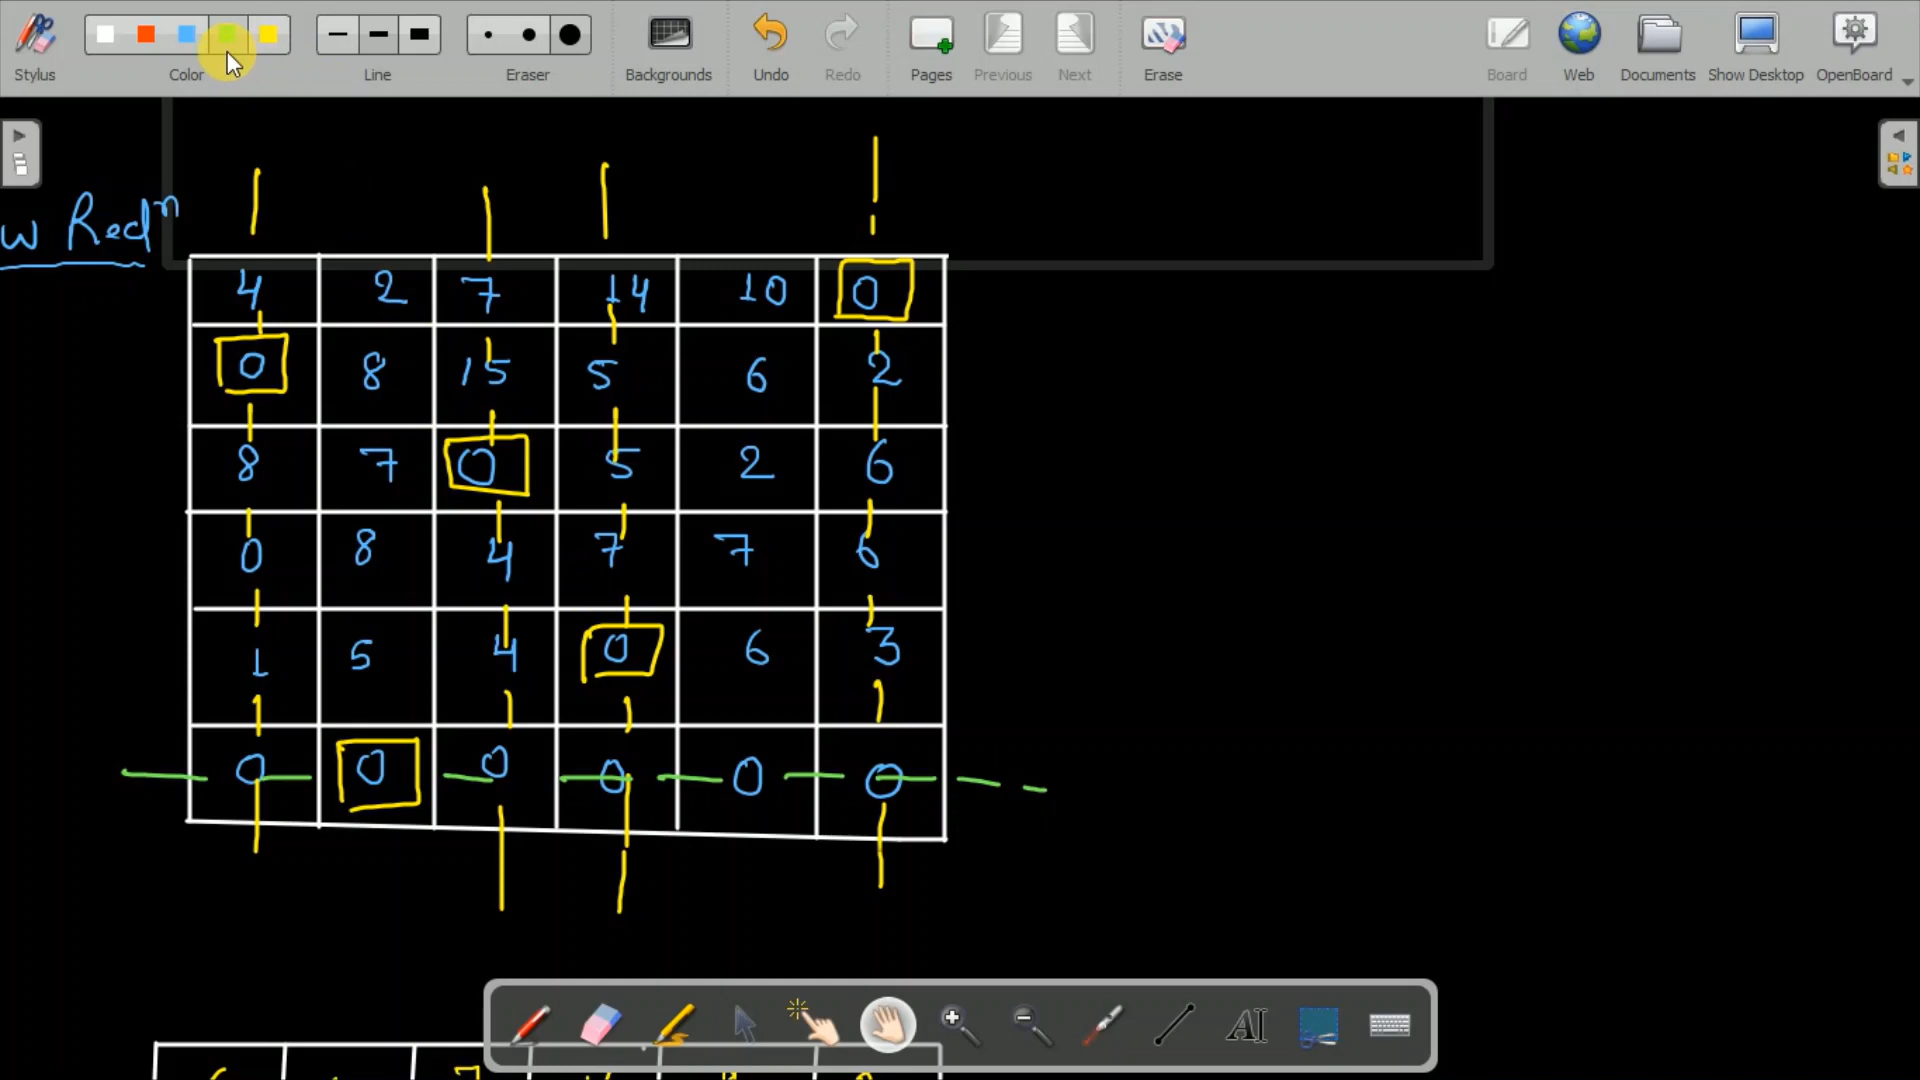 Stylus Color Line Eraser Backgrounds Undo Redo Pages Previous Next Erase Board Web Documents Show Desktop OpenBoard
w Redⁿ
4 2 7 14 10 0
0 8 15 5 6 2
8 7 0 5 2 6
0 8 4 7 7 6
1 5 4 0 6 3
0 0 0 0 0 0
AI